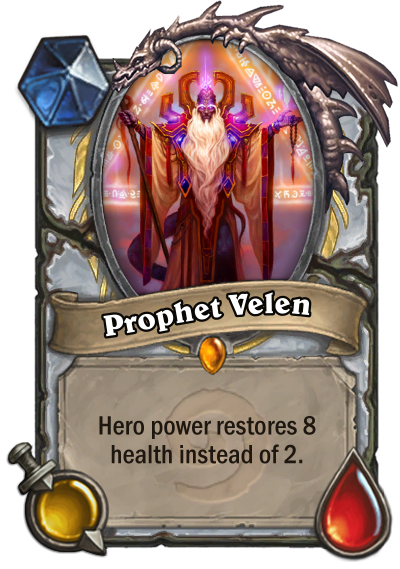 Prophet Velen
Hero power restores 8
health instead of 2.